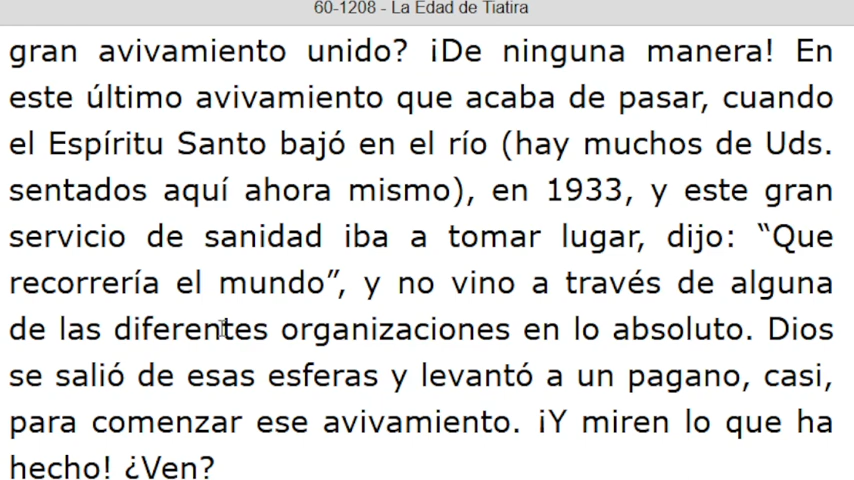 60-1208 - La Edad de Tiatira
gran avivamiento unido? ¡De ninguna manera! En
este último avivamiento que acaba de pasar, cuando
el Espíritu Santo bajó en el río (hay muchos de Uds.
sentados aquí ahora mismo), en 1933, y este gran
servicio de sanidad iba a tomar lugar, dijo: “Que
recorrería el mundo”, y no vino a través de alguna
de las diferentes organizaciones en lo absoluto. Dios
se salió de esas esferas y levantó a un pagano, casi,
para comenzar ese avivamiento. ¡Y miren lo que ha
hecho! ¿Ven?